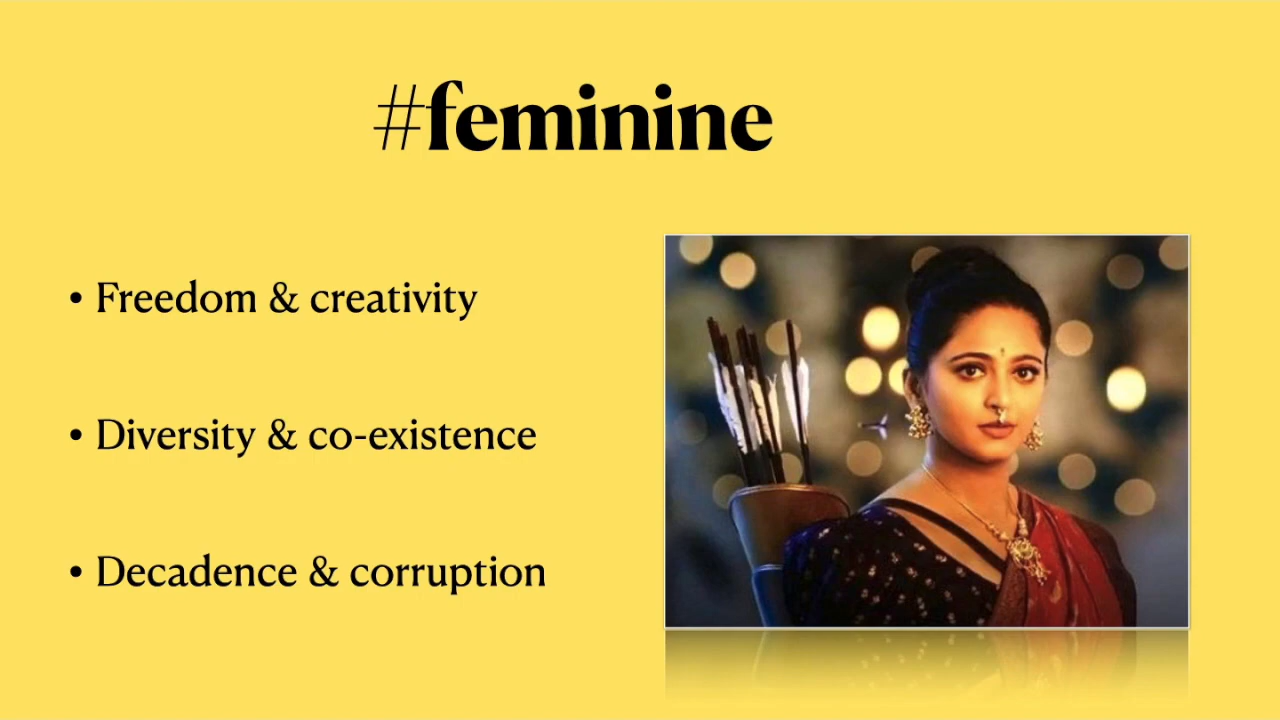 #feminine
• Freedom & creativity
• Diversity & co-existence
• Decadence & corruption